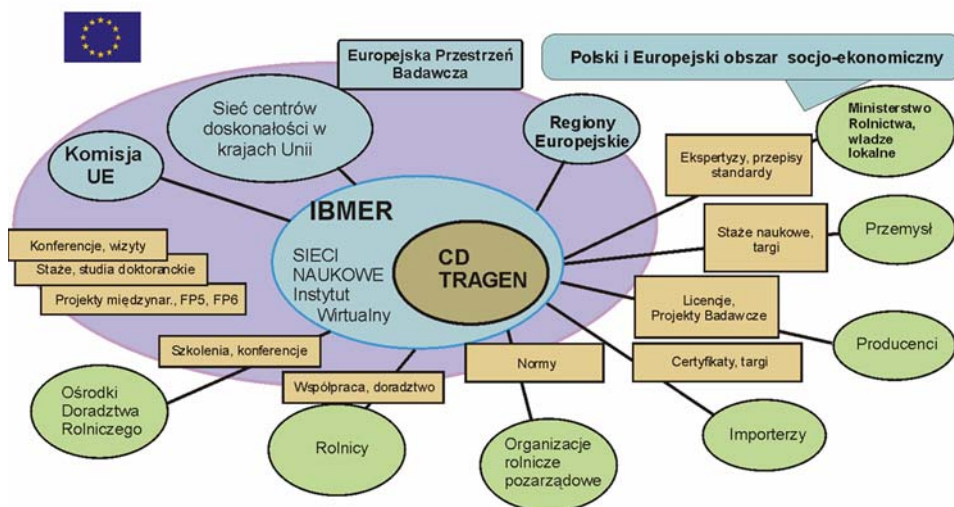 Europejska Przestrzeń
Badawcza
Polski i Europejski obszar socjo-ekonomiczny
Sieć centrów
doskonałości w
krajach Unii
Komisja
UE
Regiony
Europejskie
Ministerstwo
Rolnictwa,
władze
lokalne
Ekspertyzy, przepisy
standardy
IBMER
SIECI
NAUKOWE
Instytut
Wirtualny
CD
TRAGEN
Staże naukowe,
targi
Przemysł
Konferencje, wizyty
Staże, studia doktoranckie
Projekty międzynar., FP5, FP6
Licencje,
Projekty Badawcze
Producenci
Szkolenia, konferencje
Współpraca, doradztwo
Normy
Certyfikaty, targi
Ośrodki
Doradztwa
Rolniczego
Rolnicy
Organizacje
rolnicze
pozarządowe
Importerzy